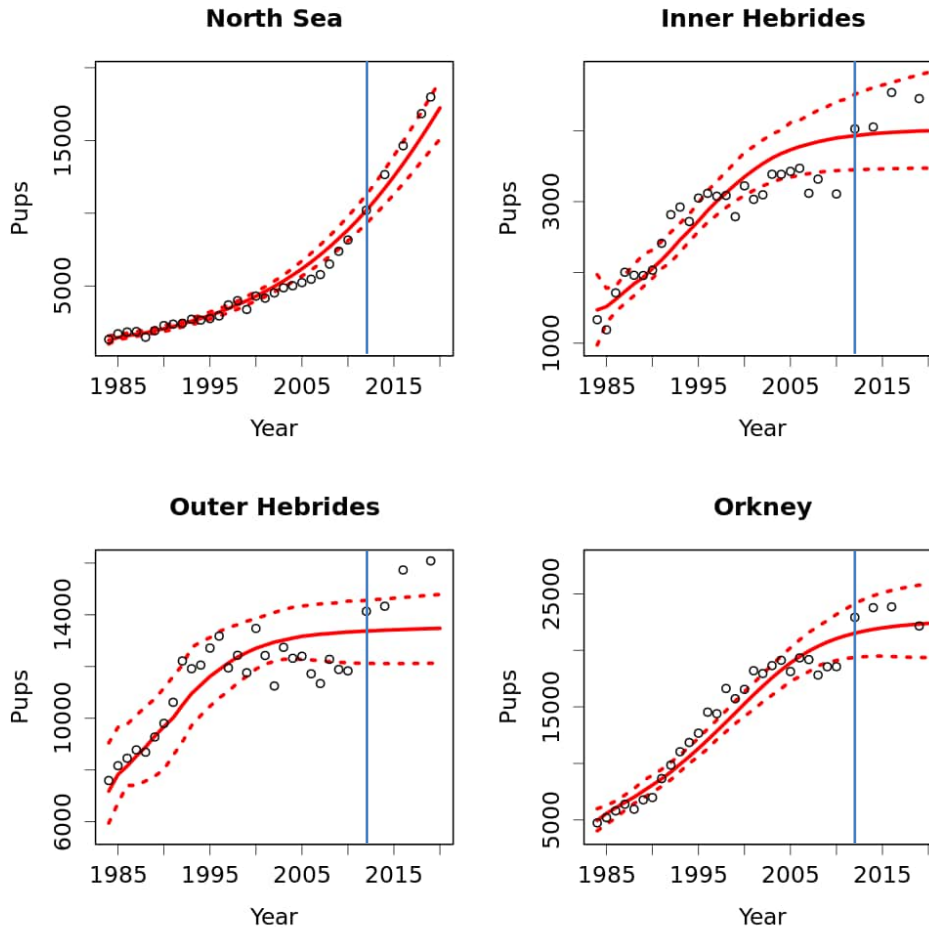 North Sea
Pups
15000
5000
1985 1995 2005 2015
Year
Inner Hebrides
Pups
3000
1000
1985 1995 2005 2015
Year
Outer Hebrides
Pups
14000
10000
6000
1985 1995 2005 2015
Year
Orkney
Pups
25000
15000
5000
1985 1995 2005 2015
Year